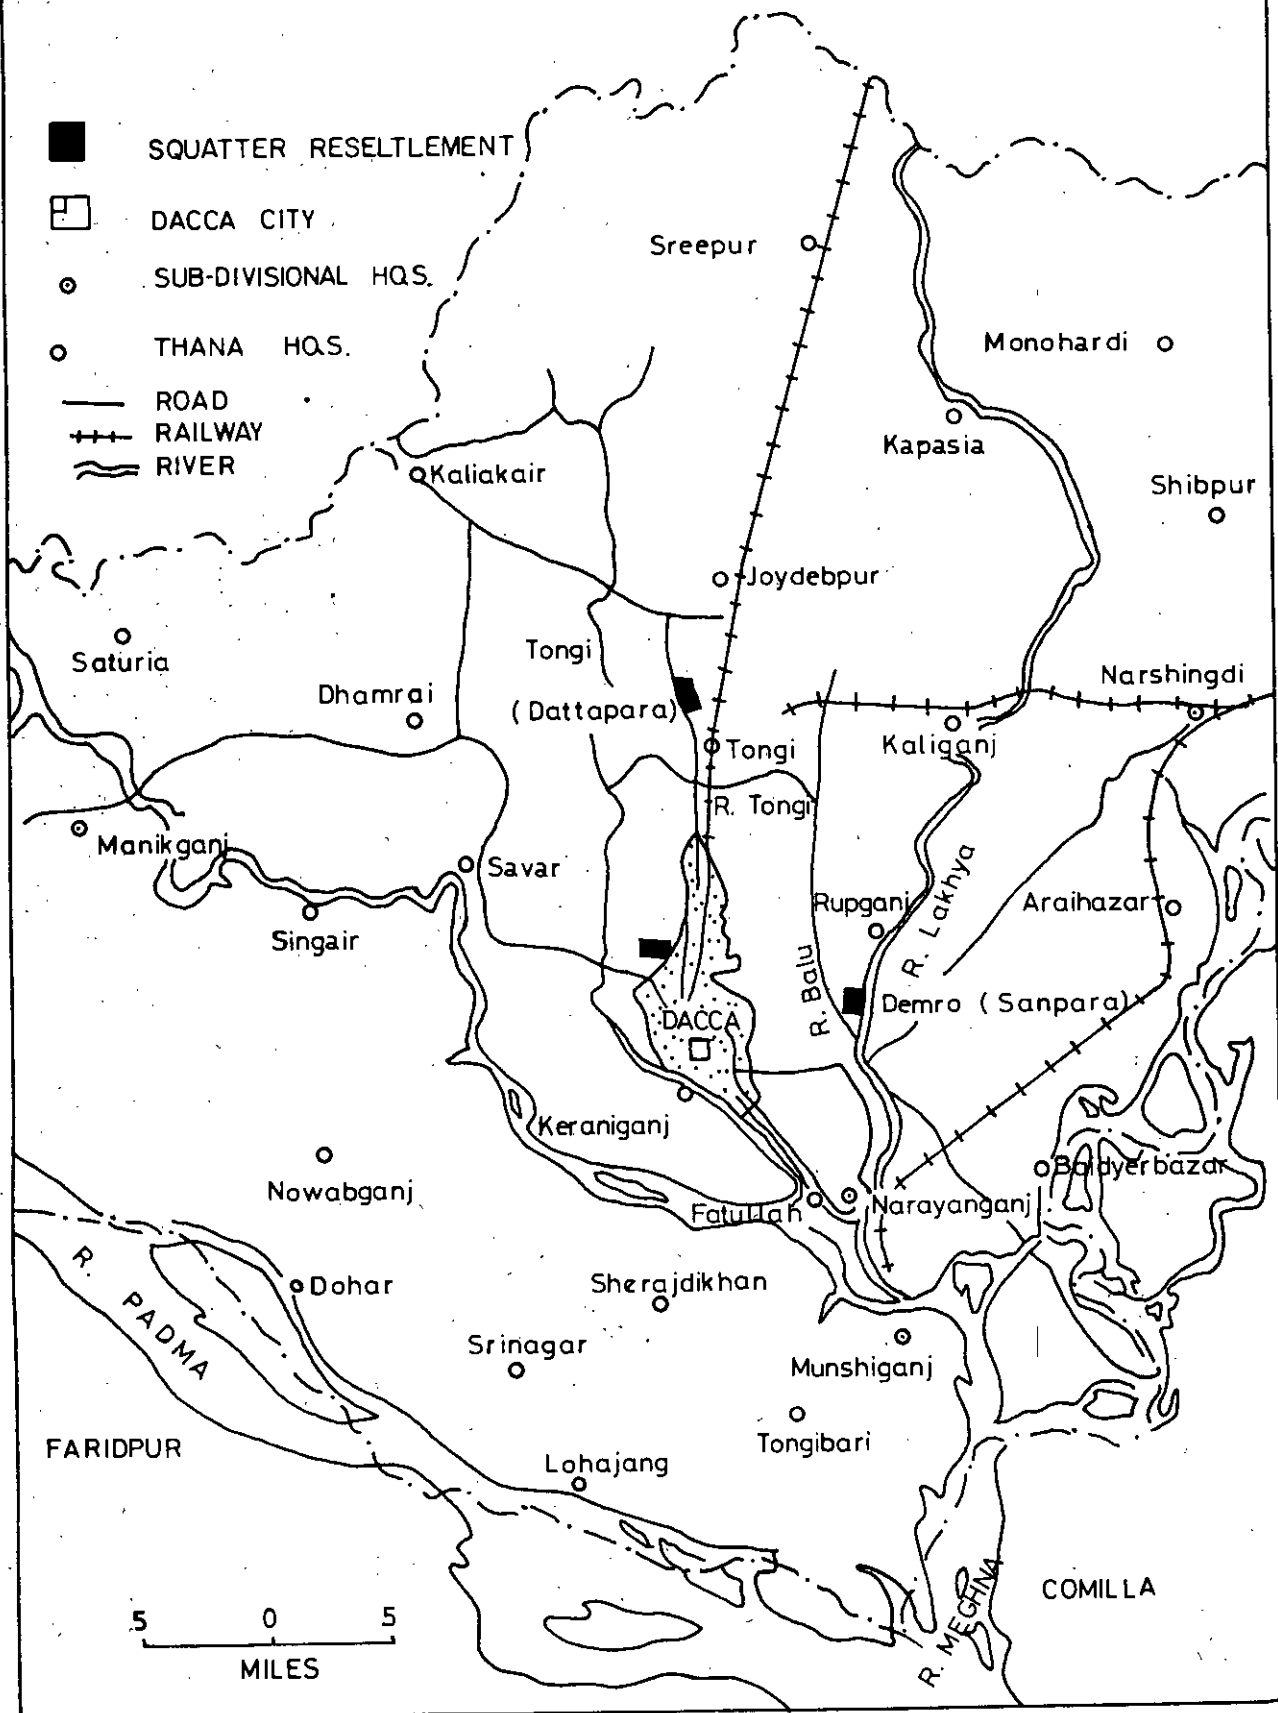 SQUATTER RESELTLEMENT
DACCA CITY
SUB-DIVISIONAL HQS.
THANA HQS.
ROAD
RAILWAY
RIVER
Sreepur
Monohardi
Kapasia
Kaliakair
Shibpur
Joydebpur
Saturia
Tongi
(Dattapara)
Dhamrai
Narshingdi
Tongi
Kaliganj
R. Tongi
Manikganj
Savar
Rupganj
R. Lakhya
Araihazar
Singair
R. Balu
Demro (Sanpara)
DACCA
Keraniganj
Baidyerbazar
Nowabganj
Fatullah
Narayanganj
R. PADMA
Dohar
Sherajdikhan
Srinagar
Munshiganj
Tongibari
FARIDPUR
Lohajang
R. MEGHNA
COMILLA
5 0 5
MILES